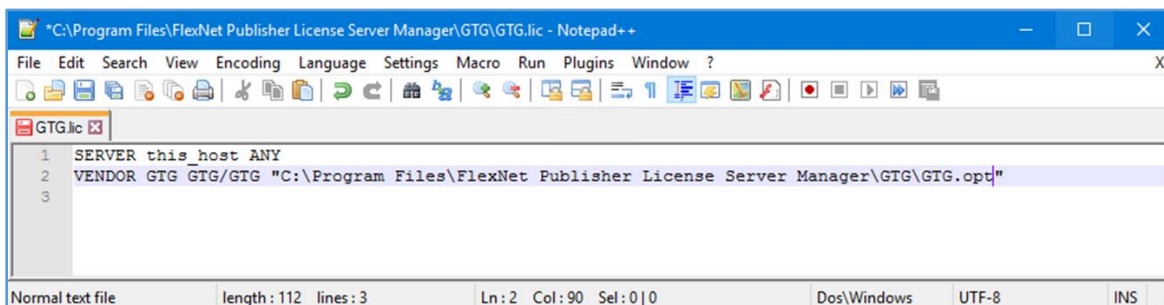 *C:\Program Files\FlexNet Publisher License Server Manager\GTG\GTG.lic - Notepad++
File Edit Search View Encoding Language Settings Macro Run Plugins Window ? X
GTG.lic
1 SERVER this_host ANY
2 VENDOR GTG GTG/GTG "C:\Program Files\FlexNet Publisher License Server Manager\GTG\GTG.opt"
3
Normal text file length : 112 lines : 3 Ln : 2 Col : 90 Sel : 0 | 0 Dos\Windows UTF-8 INS